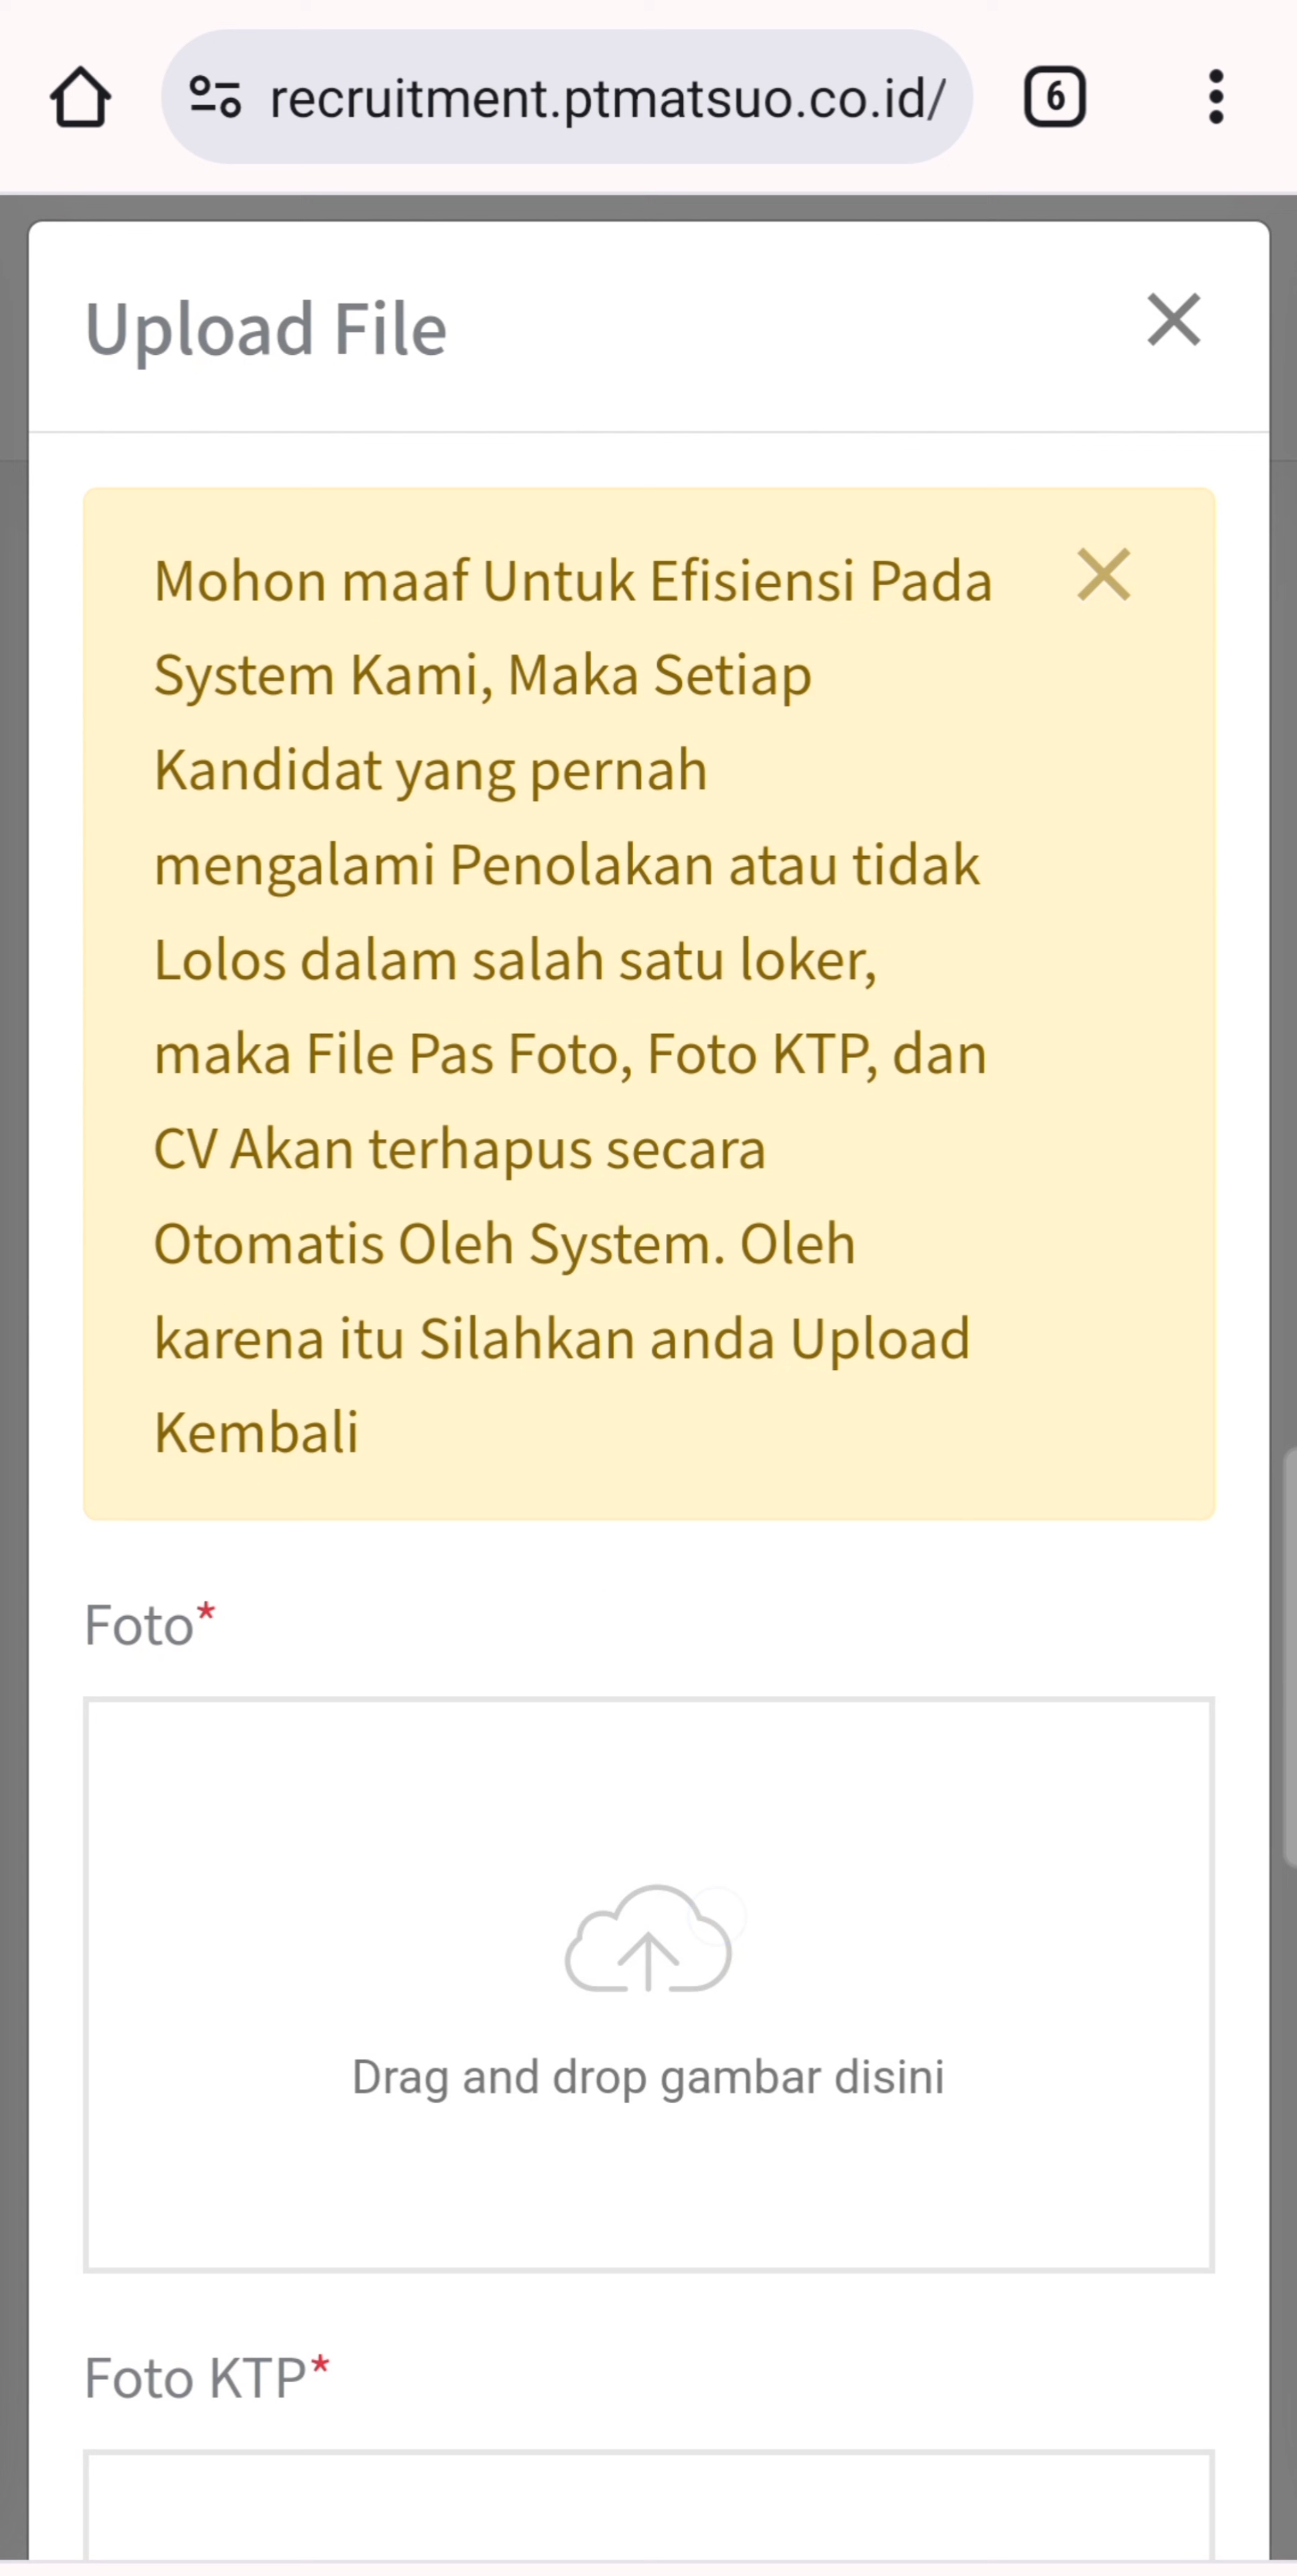 recruitment.ptmatsuo.co.id/
6
Upload File
Mohon maaf Untuk Efisiensi Pada
System Kami, Maka Setiap
Kandidat yang pernah
mengalami Penolakan atau tidak
Lolos dalam salah satu loker,
maka File Pas Foto, Foto KTP, dan
CV Akan terhapus secara
Otomatis Oleh System. Oleh
karena itu Silahkan anda Upload
Kembali
Foto*
Drag and drop gambar disini
Foto KTP*